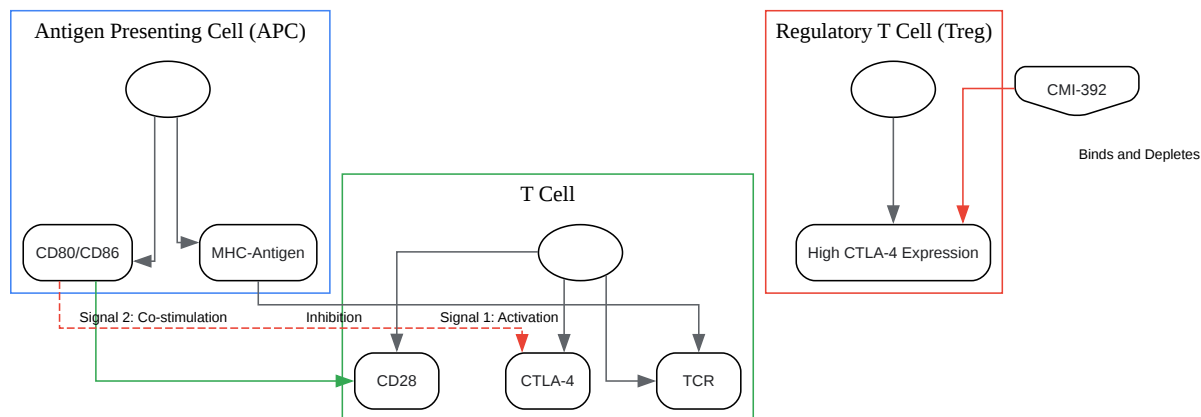 Antigen Presenting Cell (APC)
Regulatory T Cell (Treg)
CMI-392
Binds and Depletes
T Cell
CD80/CD86
MHC-Antigen
High CTLA-4 Expression
Signal 2: Co-stimulation
Inhibition
Signal 1: Activation
CD28
CTLA-4
TCR